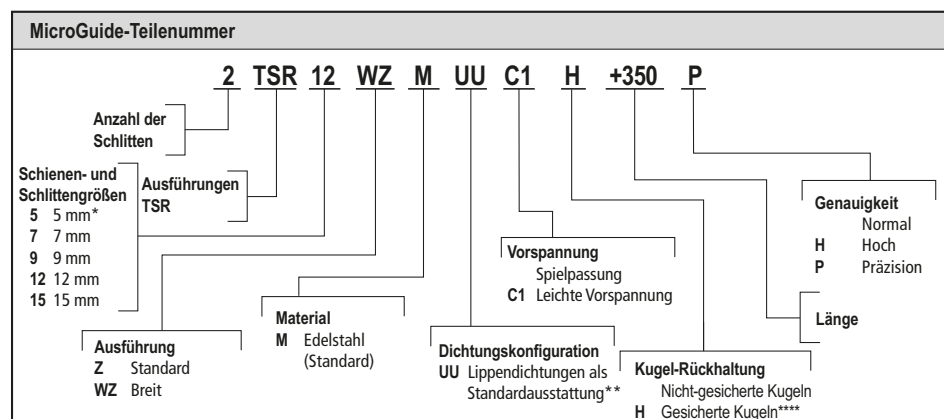 MicroGuide-Teilenummer
2 TSR 12 WZ M UU C1 H +350 P
Anzahl der
Schlitten
Schienen- und
Schlittengrößen
5 5 mm*
7 7 mm
9 9 mm
12 12 mm
15 15 mm
Ausführungen
TSR
Ausführung
Z Standard
WZ Breit
Material
M Edelstahl
(Standard)
Dichtungskonfiguration
UU Lippendichtungen als
Standardausstattung**
Vorspannung
Spielpassung
C1 Leichte Vorspannung
Kugel-Rückhaltung
Nicht-gesicherte Kugeln
H Gesicherte Kugeln****
Länge
Genauigkeit
Normal
H Hoch
P Präzision